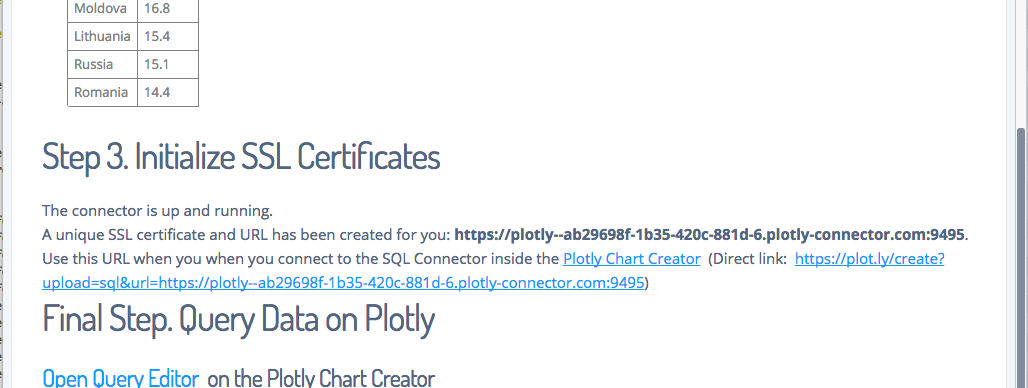 Moldova 16.8
Lithuania 15.4
Russia 15.1
Romania 14.4
Step 3. Initialize SSL Certificates
The connector is up and running.
A unique SSL certificate and URL has been created for you: https://plotly--ab29698f-1b35-420c-881d-6.plotly-connector.com:9495.
Use this URL when you when you connect to the SQL Connector inside the Plotly Chart Creator (Direct link: https://plot.ly/create?
upload=sql&url=https://plotly--ab29698f-1b35-420c-881d-6.plotly-connector.com:9495)
Final Step. Query Data on Plotly
Open Query Editor on the Plotly Chart Creator